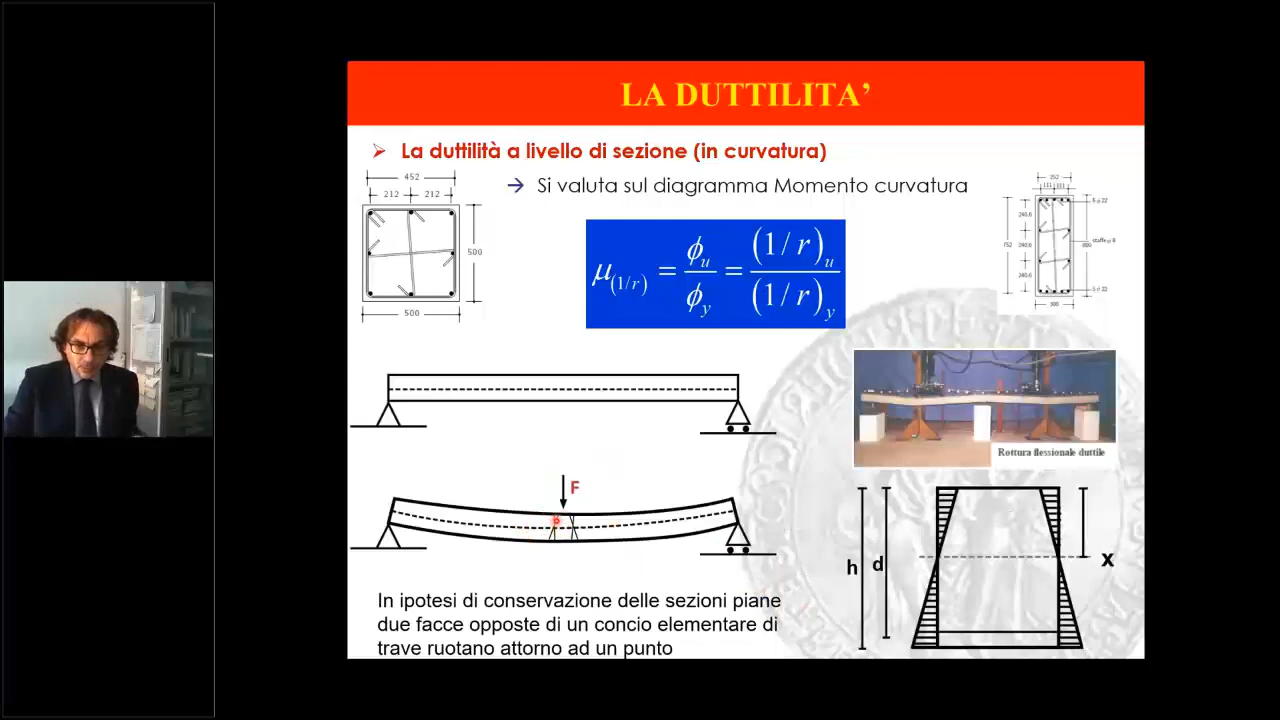 LA DUTTILITA’
La duttilità a livello di sezione (in curvatura)
Si valuta sul diagramma Momento curvatura
452
212
212
500
500
μ(1/r) = ϕu / ϕy = (1/r)u / (1/r)y
252
111
111
240.6
240.6
240.6
752
800
5 ϕ 22
staffe φ 8
5 ϕ 22
300
Rottura flessionale duttile
F
h
d
x
In ipotesi di conservazione delle sezioni piane
due facce opposte di un concio elementare di
trave ruotano attorno ad un punto